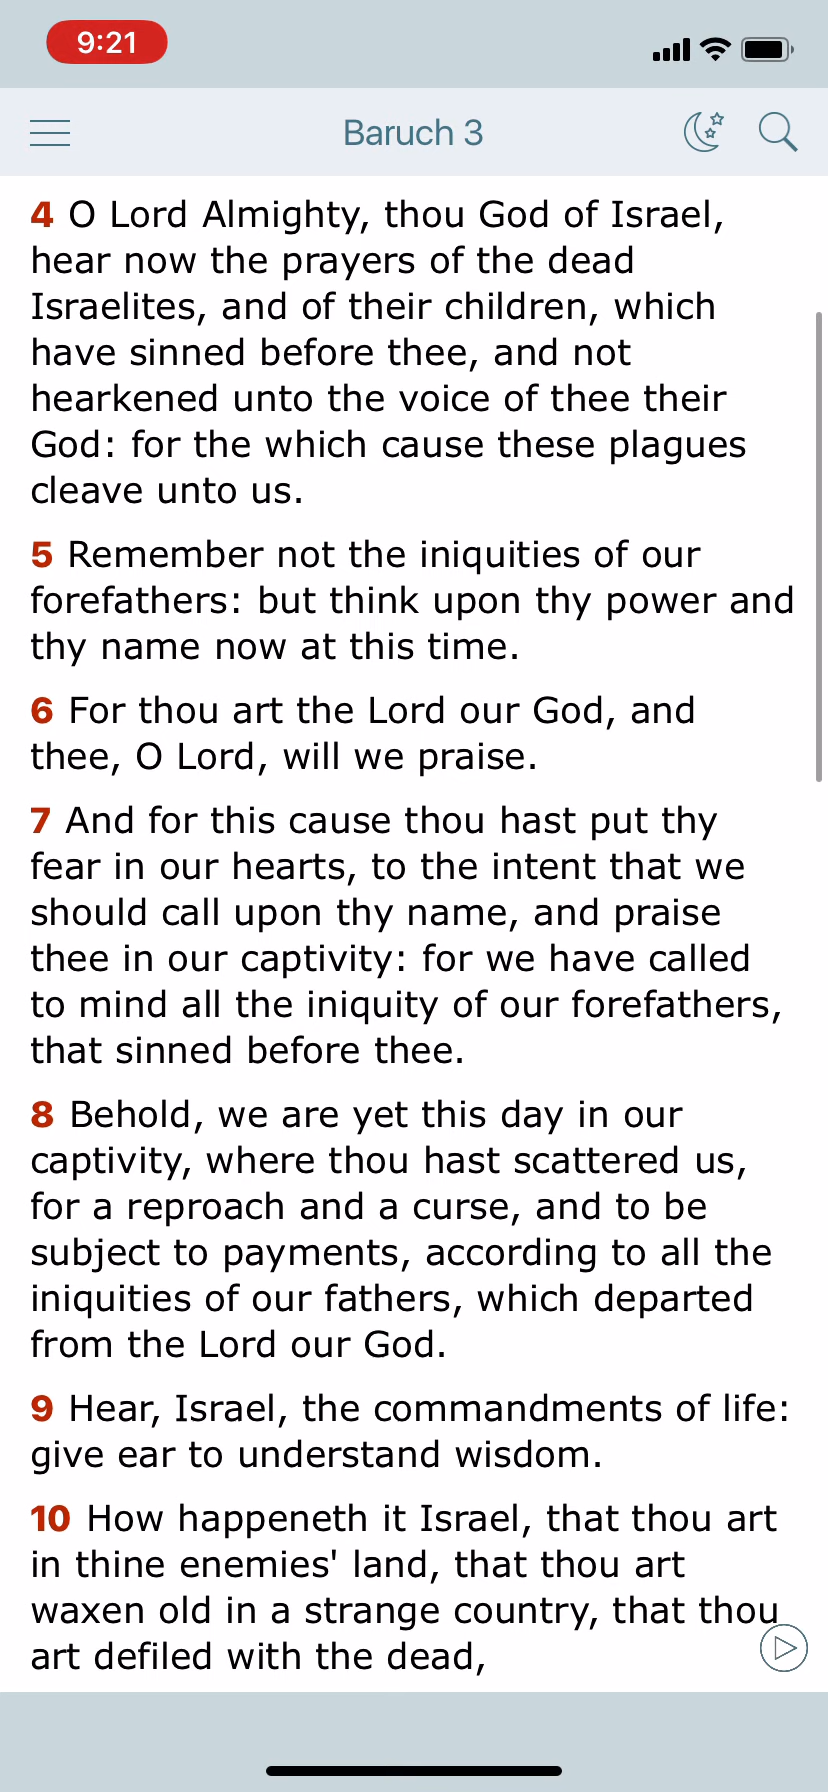 9:21
Baruch 3
4 O Lord Almighty, thou God of Israel,
hear now the prayers of the dead
Israelites, and of their children, which
have sinned before thee, and not
hearkened unto the voice of thee their
God: for the which cause these plagues
cleave unto us.
5 Remember not the iniquities of our
forefathers: but think upon thy power and
thy name now at this time.
6 For thou art the Lord our God, and
thee, O Lord, will we praise.
7 And for this cause thou hast put thy
fear in our hearts, to the intent that we
should call upon thy name, and praise
thee in our captivity: for we have called
to mind all the iniquity of our forefathers,
that sinned before thee.
8 Behold, we are yet this day in our
captivity, where thou hast scattered us,
for a reproach and a curse, and to be
subject to payments, according to all the
iniquities of our fathers, which departed
from the Lord our God.
9 Hear, Israel, the commandments of life:
give ear to understand wisdom.
10 How happeneth it Israel, that thou art
in thine enemies' land, that thou art
waxen old in a strange country, that thou
art defiled with the dead,